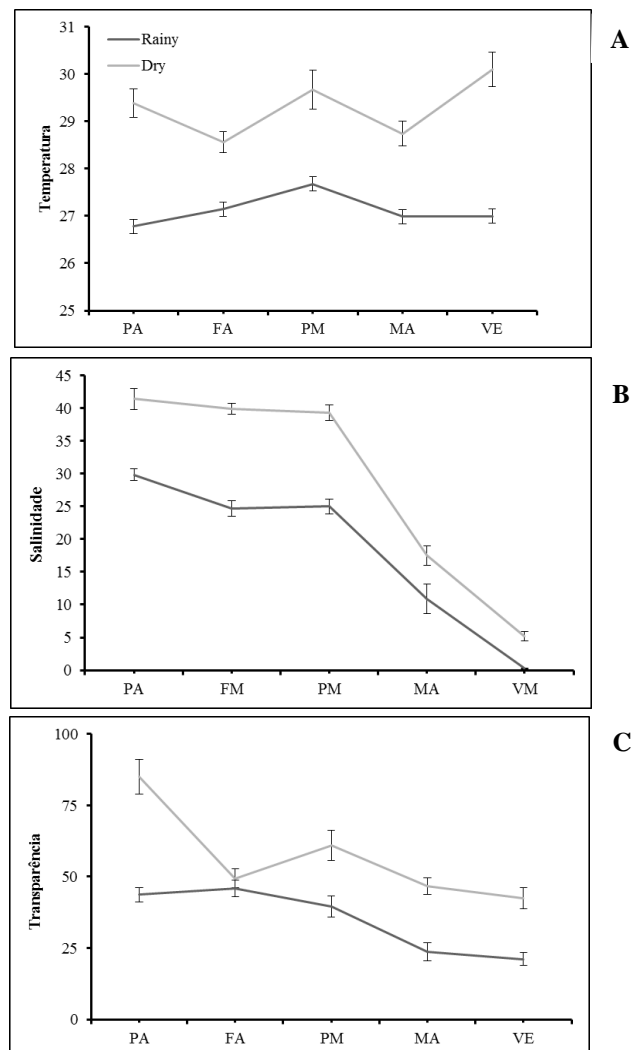 A
31
30
29
28
27
26
25
Temperatura
Rainy
Dry
PA FA PM MA VE
B
45
40
35
30
25
20
15
10
5
0
Salinidade
PA FM PM MA VM
C
100
75
50
25
0
Transparência
PA FA PM MA VE